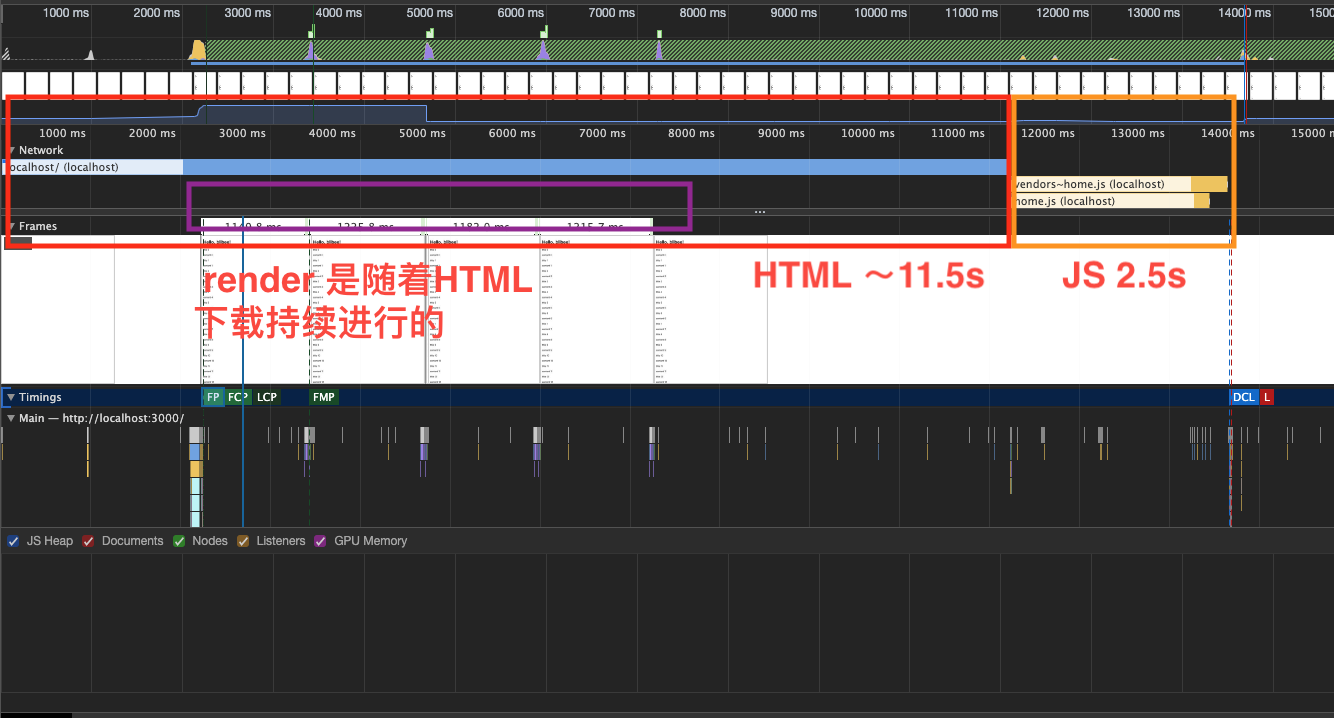 1000 ms 2000 ms 3000 ms 4000 ms 5000 ms 6000 ms 7000 ms 8000 ms 9000 ms 10000 ms 11000 ms 12000 ms 13000 ms 14000 ms
1000 ms 2000 ms 3000 ms 4000 ms 5000 ms 6000 ms 7000 ms 8000 ms 9000 ms 10000 ms 11000 ms 12000 ms 13000 ms 14000 ms 15000 m
Network
localhost/ (localhost)
vendors~home.js (localhost)
home.js (localhost)
...
Frames
1149.8 ms 1225.8 ms 1182.0 ms 1215.7 ms
render 是随着HTML
下载持续进行的
HTML ～11.5s
JS 2.5s
Timings
FP FCP LCP FMP DCL L
Main — http://localhost:3000/
JS Heap Documents Nodes Listeners GPU Memory